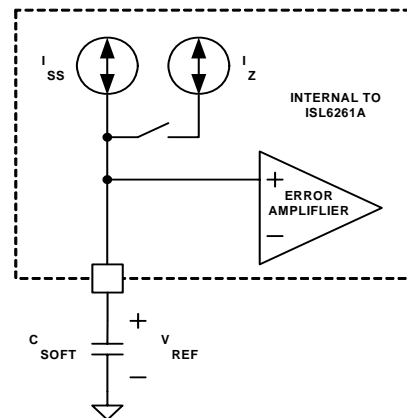 I SS
I Z
INTERNAL TO
ISL6261A
+
ERROR
AMPLIFLIER
−
C SOFT
+
V REF
−